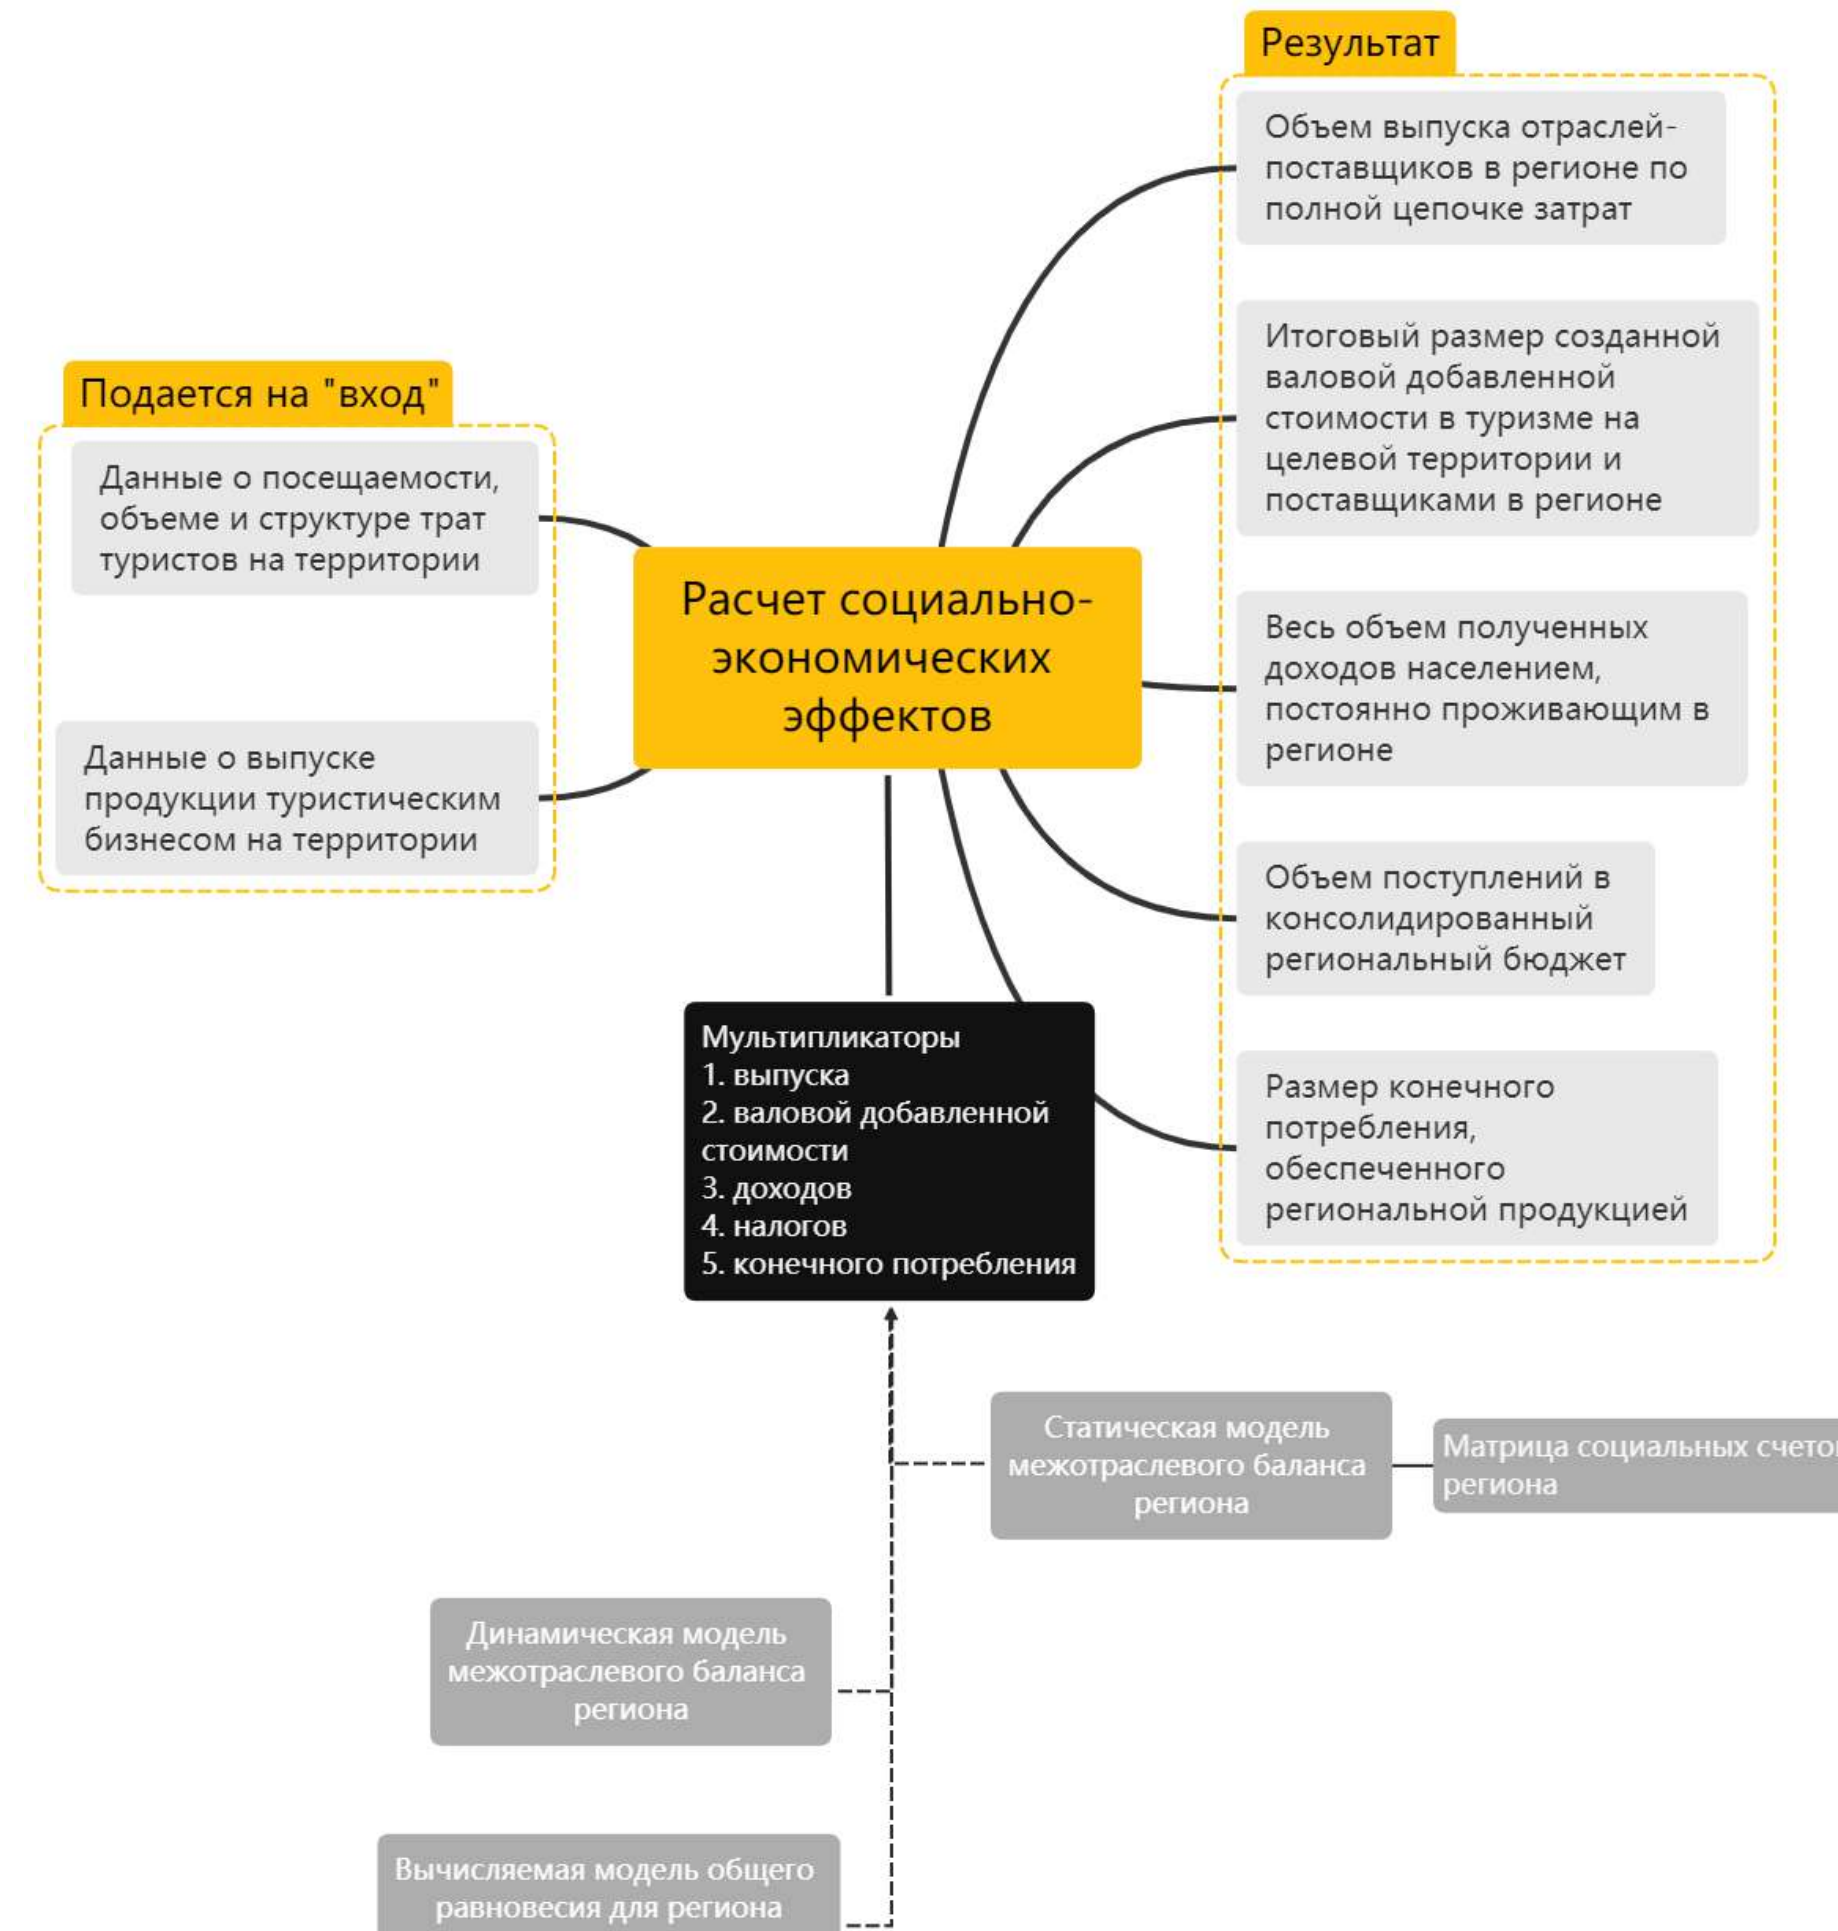 Результат
Объем выпуска отраслей-
поставщиков в регионе по
полной цепочке затрат
Итоговый размер созданной
валовой добавленной
стоимости в туризме на
целевой территории и
поставщиками в регионе
Подается на "вход"
Данные о посещаемости,
объеме и структуре трат
туристов на территории
Расчет социально-
экономических
эффектов
Весь объем полученных
доходов населением,
постоянно проживающим в
регионе
Данные о выпуске
продукции туристическим
бизнесом на территории
Объем поступлений в
консолидированный
региональный бюджет
Мультипликаторы
1. выпуска
2. валовой добавленной
стоимости
3. доходов
4. налогов
5. конечного потребления
Размер конечного
потребления,
обеспеченного
региональной продукцией
Статическая модель
межотраслевого баланса
региона
Матрица социальных счетов
региона
Динамическая модель
межотраслевого баланса
региона
Вычисляемая модель общего
равновесия для региона